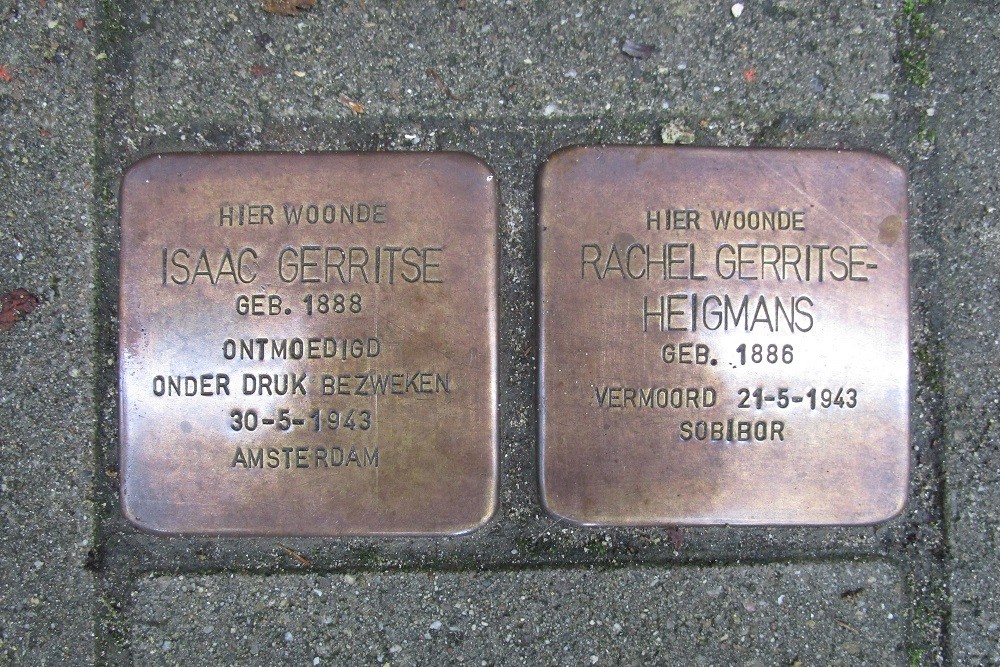 HIER WOONDE
ISAAC GERRITSE
GEB. 1888
ONTMOEDIGD
ONDER DRUK BEZWEKEN
30-5-1943
AMSTERDAM
HIER WOONDE
RACHEL GERRITSE-
HEIGMANS
GEB. 1886
VERMOORD 21-5-1943
SOBIBOR